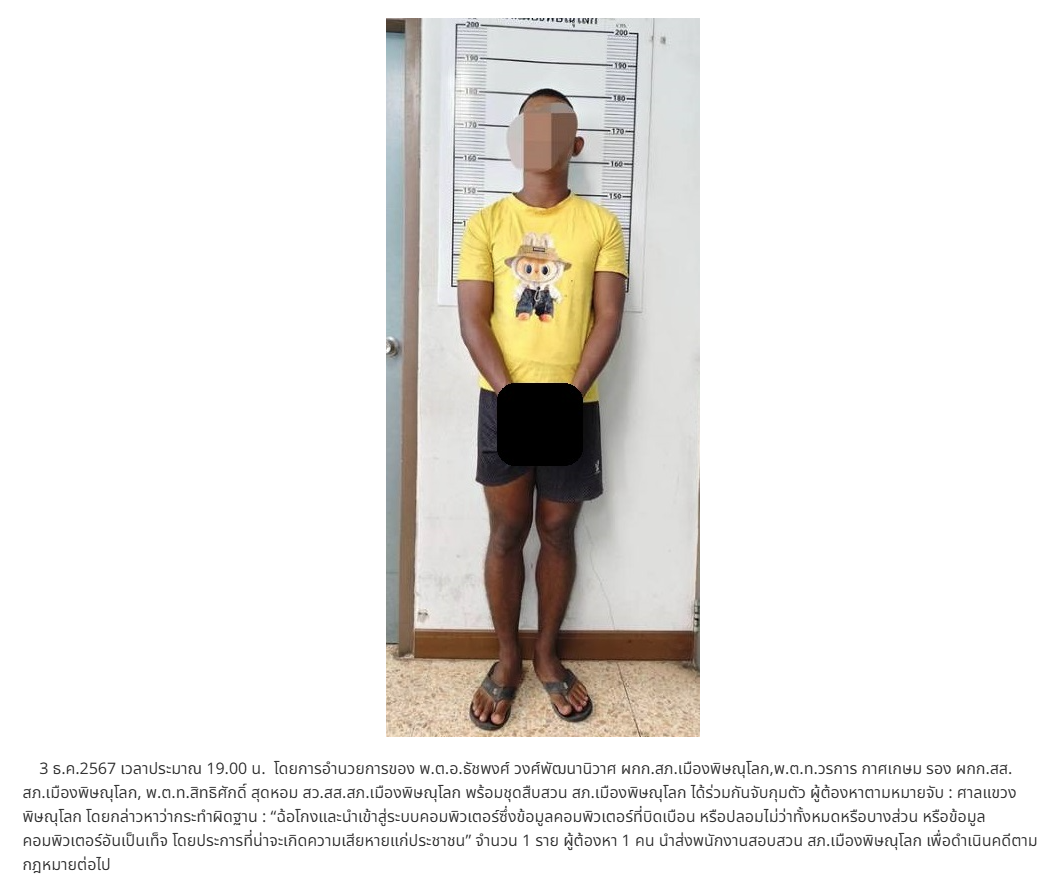 200
200
190
190
180
180
170
170
160
160
150
150
3 ธ.ค.2567 เวลาประมาณ 19.00 น. โดยการอำนวยการของ พ.ต.อ.ธัชพงศ์ วงศ์พัฒนานิวาศ ผกก.สภ.เมืองพิษณุโลก,พ.ต.ท.วรการ กาศเกษม รอง ผกก.สส.
สภ.เมืองพิษณุโลก, พ.ต.ท.สิทธิศักดิ์ สุดหอม สว.สส.สภ.เมืองพิษณุโลก พร้อมชุดสืบสวน สภ.เมืองพิษณุโลก ได้ร่วมกันจับกุมตัว ผู้ต้องหาตามหมายจับ : ศาลแขวง
พิษณุโลก โดยกล่าวหาว่ากระทำผิดฐาน : “ฉ้อโกงและนำเข้าสู่ระบบคอมพิวเตอร์ซึ่งข้อมูลคอมพิวเตอร์ที่บิดเบือน หรือปลอมไม่ว่าทั้งหมดหรือบางส่วน หรือข้อมูล
คอมพิวเตอร์อันเป็นเท็จ โดยประการที่น่าจะเกิดความเสียหายแก่ประชาชน” จำนวน 1 ราย ผู้ต้องหา 1 คน นำส่งพนักงานสอบสวน สภ.เมืองพิษณุโลก เพื่อดำเนินคดีตาม
กฎหมายต่อไป